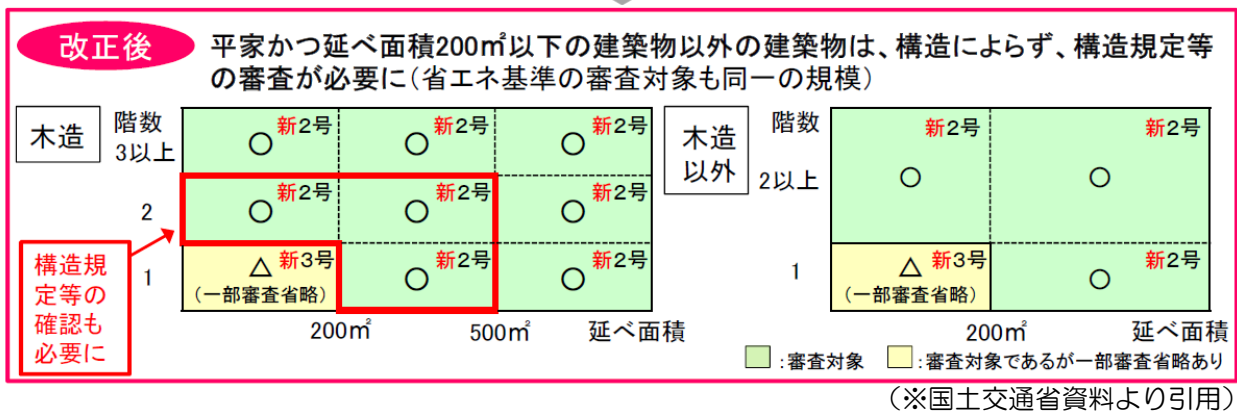 改正後
平家かつ延べ面積200㎡以下の建築物以外の建築物は、構造によらず、構造規定等
の審査が必要に(省エネ基準の審査対象も同一の規模)
木造
階数
3以上
2
1
○新2号
○新2号
○新2号
○新2号
○新2号
○新2号
△新3号
(一部審査省略)
○新2号
○新2号
200㎡
500㎡
延べ面積
構造規
定等の
確認も
必要に
木造
以外
階数
2以上
1
新2号
○
新2号
○
△新3号
(一部審査省略)
新2号
○
200㎡
延べ面積
:審査対象
:審査対象であるが一部審査省略あり
(※国土交通省資料より引用)